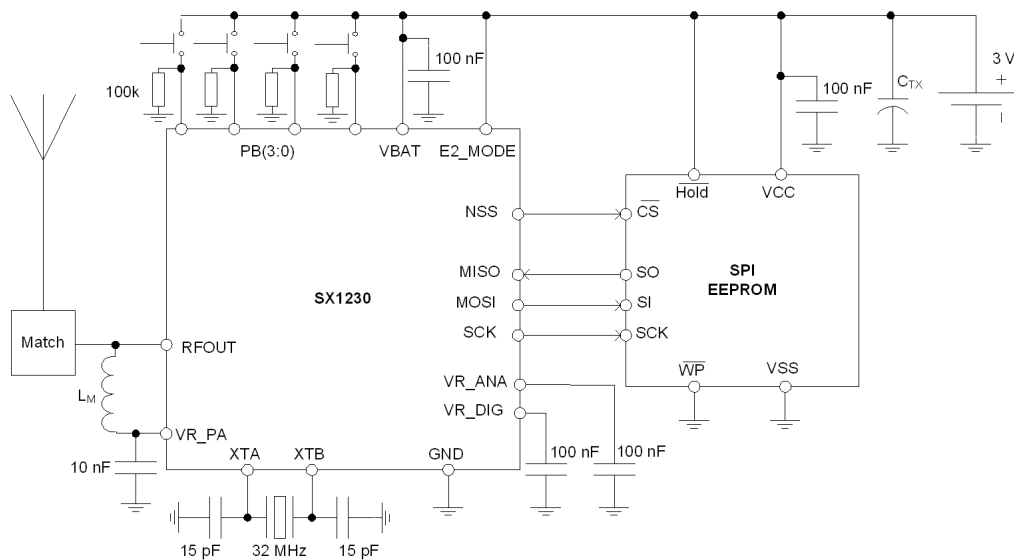 3 V
+
100 nF
100 nF
C_TX
100k
PB(3:0)
VBAT
E2_MODE
Hold
VCC
NSS
CS
MISO
SO
SPI
EEPROM
SX1230
MOSI
SI
SCK
SCK
Match
RFOUT
VR_ANA
WP
VSS
L_M
VR_DIG
VR_PA
XTA
XTB
GND
10 nF
100 nF
100 nF
15 pF
32 MHz
15 pF